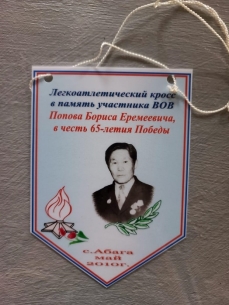 Легкоатлетический кросс
в память участника ВОВ
Попова Бориса Еремеевича,
в честь 65-летия Победы
с.Абага
май
2010г.